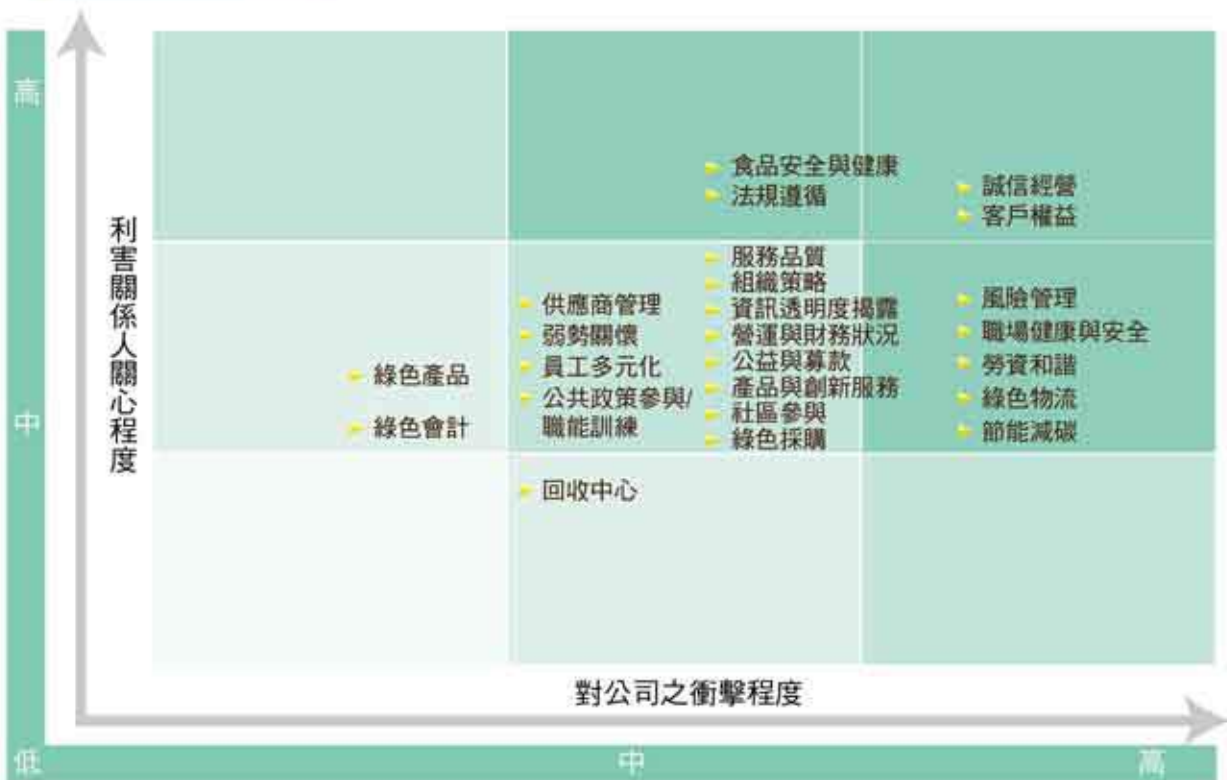 高
中
低
利害關係人關心程度
食品安全與健康
法規遵循
誠信經營
客戶權益
綠色產品
綠色會計
供應商管理
弱勢關懷
員工多元化
公共政策參與/
職能訓練
服務品質
組織策略
資訊透明度揭露
營運與財務狀況
公益與募款
產品與創新服務
社區參與
綠色採購
風險管理
職場健康與安全
勞資和諧
綠色物流
節能減碳
回收中心
對公司之衝擊程度
中
高